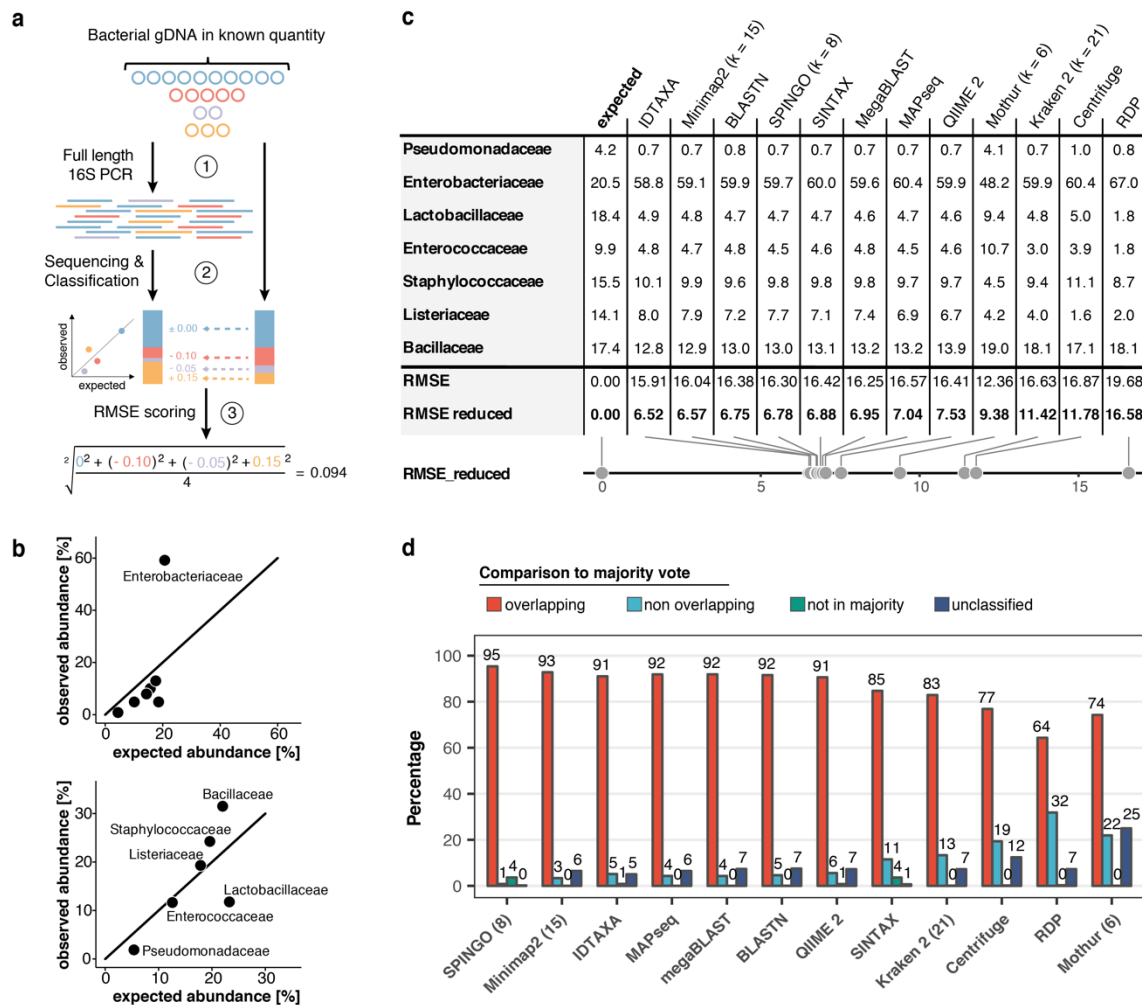 a
Bacterial gDNA in known quantity
Full length
16S PCR
1
Sequencing &
Classification
2
observed
expected
± 0.00
- 0.10
- 0.05
+ 0.15
RMSE scoring
3
2√ 0² + (- 0.10)² + (- 0.05)² + 0.15 ² / 4 = 0.094
b
observed abundance [%]
60
40
20
0
Enterobacteriaceae
0 20 40 60
expected abundance [%]
observed abundance [%]
30
20
10
0
Bacillaceae
Staphylococcaceae
Listeriaceae
Lactobacillaceae
Enterococcaceae
Pseudomonadaceae
0 10 20 30
expected abundance [%]
c
expected IDTAXA Minimap2 (k = 15) BLASTN SPINGO (k = 8) SINTAX MegaBLAST MAPseq QIIME 2 Mothur (k = 6) Kraken 2 (k = 21) Centrifuge RDP
Pseudomonadaceae 4.2 0.7 0.7 0.8 0.7 0.7 0.7 0.7 0.7 4.1 0.7 1.0 0.8
Enterobacteriaceae 20.5 58.8 59.1 59.9 59.7 60.0 59.6 60.4 59.9 48.2 59.9 60.4 67.0
Lactobacillaceae 18.4 4.9 4.8 4.7 4.7 4.7 4.6 4.7 4.6 9.4 4.8 5.0 1.8
Enterococcaceae 9.9 4.8 4.7 4.8 4.5 4.6 4.8 4.5 4.6 10.7 3.0 3.9 1.8
Staphylococcaceae 15.5 10.1 9.9 9.6 9.8 9.8 9.8 9.7 9.7 4.5 9.4 11.1 8.7
Listeriaceae 14.1 8.0 7.9 7.2 7.7 7.1 7.4 6.9 6.7 4.2 4.0 1.6 2.0
Bacillaceae 17.4 12.8 12.9 13.0 13.0 13.1 13.2 13.2 13.9 19.0 18.1 17.1 18.1
RMSE 0.00 15.91 16.04 16.38 16.30 16.42 16.25 16.57 16.41 12.36 16.63 16.87 19.68
RMSE reduced 0.00 6.52 6.57 6.75 6.78 6.88 6.95 7.04 7.53 9.38 11.42 11.78 16.58
RMSE_reduced
0 5 10 15
d
Comparison to majority vote
overlapping non overlapping not in majority unclassified
Percentage
100
80
60
40
20
0
95 1 4 0
93 3 0 6
91 5 1 5
92 4 0 6
92 4 0 7
92 5 0 7
91 6 1 7
85 11 4 1
83 13 0 7
77 19 0 12
64 32 0 7
74 22 0 25
SPINGO (8) Minimap2 (15) IDTAXA MAPseq megaBLAST BLASTN QIIME 2 SINTAX Kraken 2 (21) Centrifuge RDP Mothur (6)